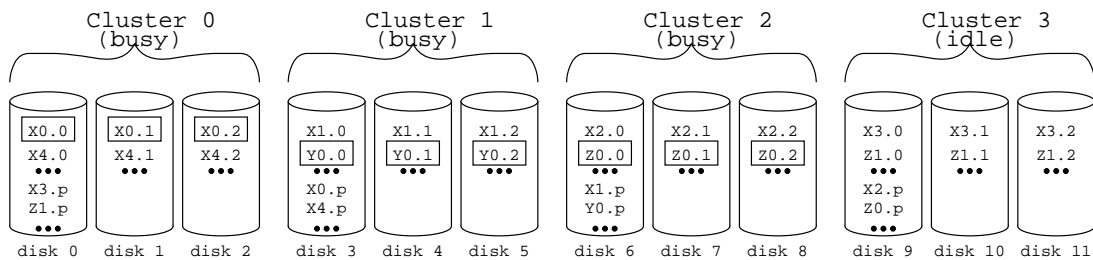 Cluster 0 Cluster 1 Cluster 2 Cluster 3
(busy) (busy) (busy) (idle)
X0.0 X0.1 X0.2 X1.0 X1.1 X1.2 X2.0 X2.1 X2.2 X3.0 X3.1 X3.2
X4.0 X4.1 X4.2 Y0.0 Y0.1 Y0.2 Z0.0 Z0.1 Z0.2 Z1.0 Z1.1 Z1.2
••• ••• ••• ••• ••• ••• ••• ••• ••• ••• ••• •••
X3.p X0.p X1.p X2.p
Z1.p X4.p Y0.p Z0.p
••• ••• ••• •••
disk 0 disk 1 disk 2 disk 3 disk 4 disk 5 disk 6 disk 7 disk 8 disk 9 disk 10 disk 11